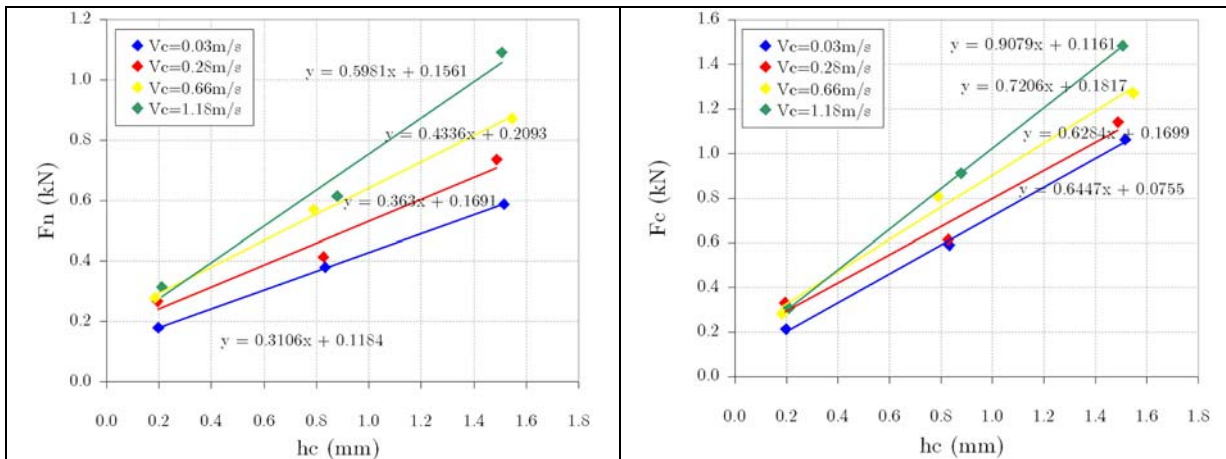 1.2
1.0
0.8
0.6
0.4
0.2
0.0
Fn (kN)
Vc=0.03m/s
Vc=0.28m/s
Vc=0.66m/s
Vc=1.18m/s
y = 0.5981x + 0.1561
y = 0.4336x + 0.2093
y = 0.363x + 0.1691
y = 0.3106x + 0.1184
0.0 0.2 0.4 0.6 0.8 1.0 1.2 1.4 1.6 1.8
hc (mm)
1.6
1.4
1.2
1.0
0.8
0.6
0.4
0.2
0.0
Fc (kN)
Vc=0.03m/s
Vc=0.28m/s
Vc=0.66m/s
Vc=1.18m/s
y = 0.9079x + 0.1161
y = 0.7206x + 0.1817
y = 0.6284x + 0.1699
y = 0.6447x + 0.0755
0.0 0.2 0.4 0.6 0.8 1.0 1.2 1.4 1.6 1.8
hc (mm)